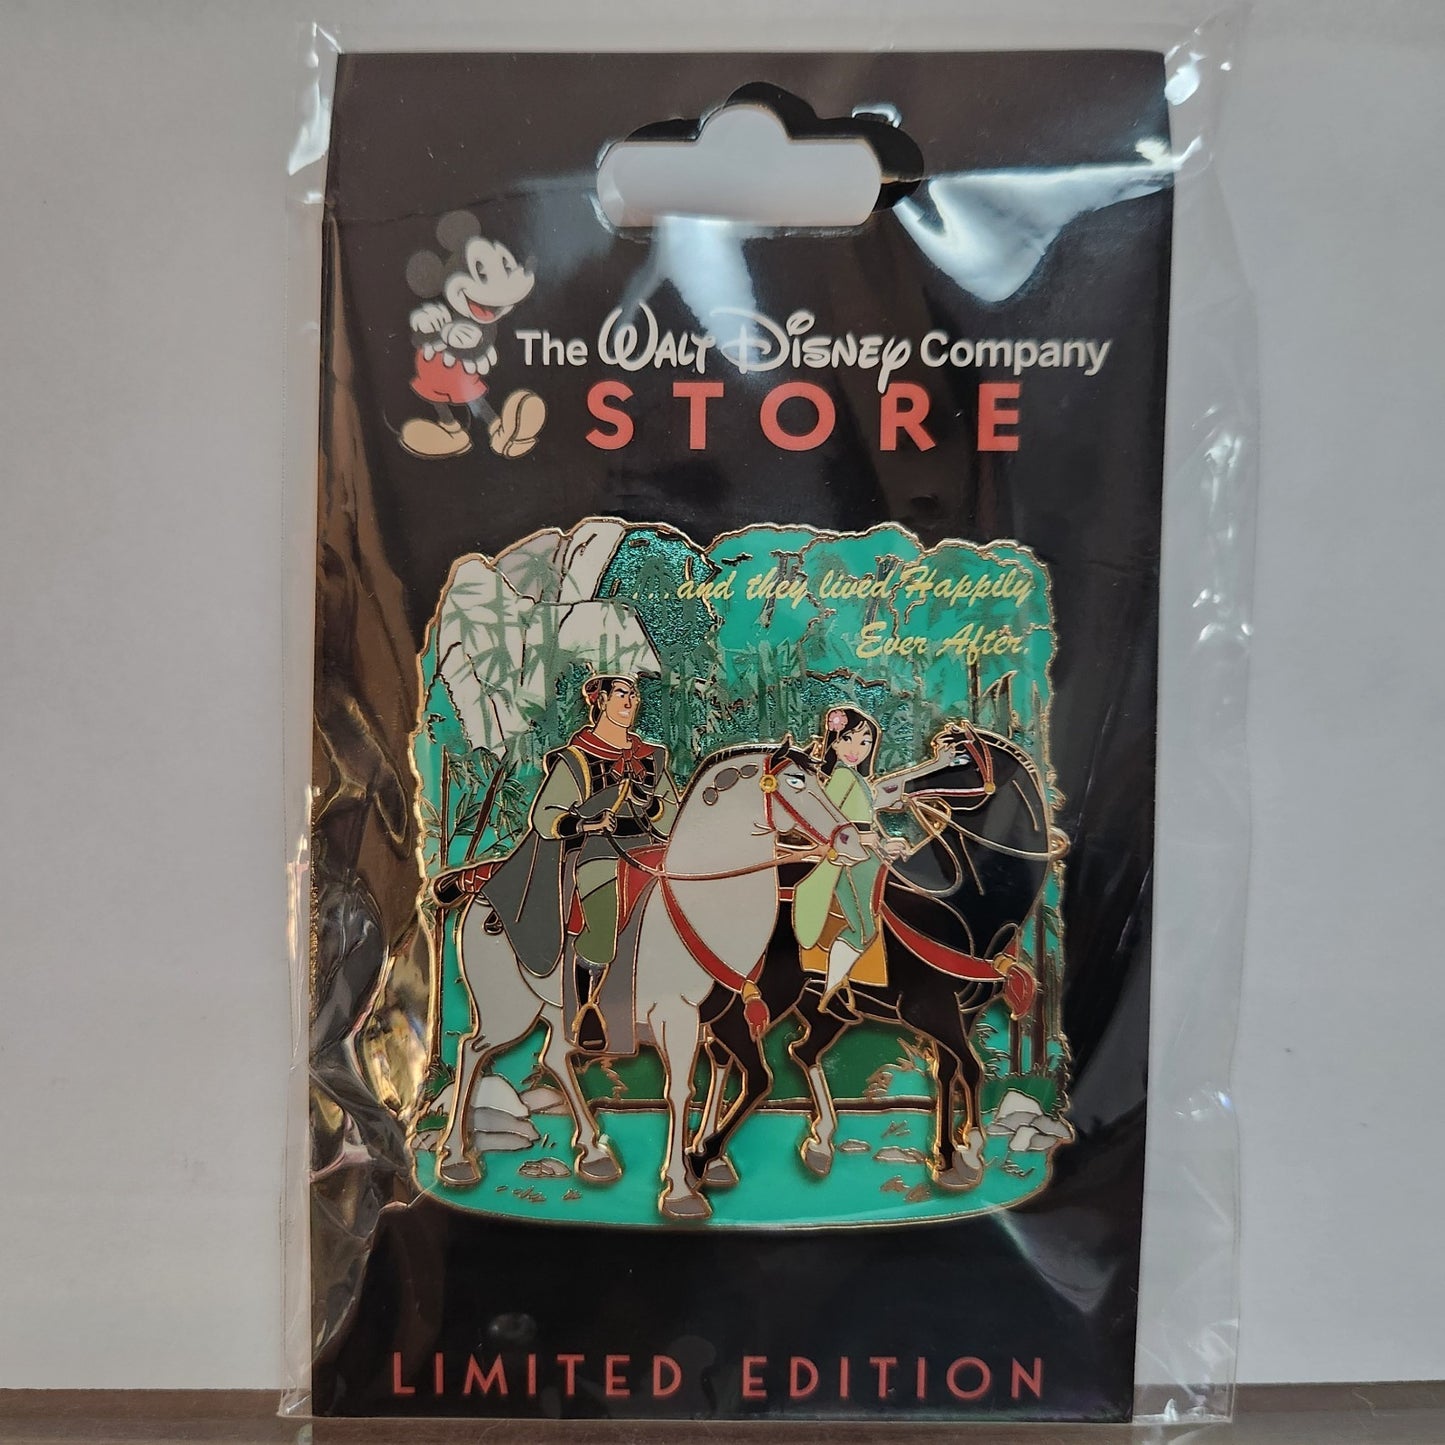 The Walt Disney Company
STORE
...and they lived Happily
Ever After.
LIMITED EDITION